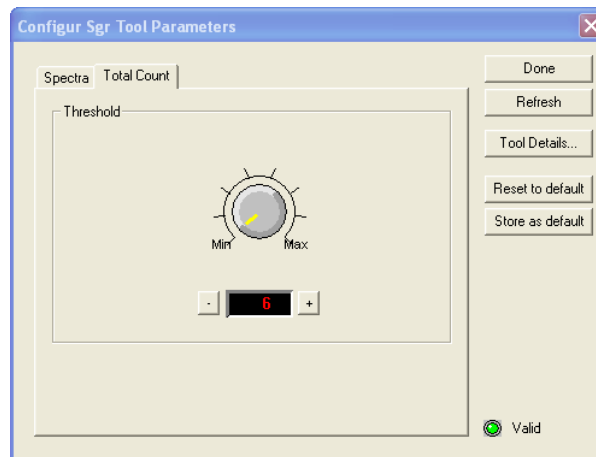 Configur Sgr Tool Parameters
Spectra
Total Count
Threshold
Min
Max
-
6
+
Done
Refresh
Tool Details...
Reset to default
Store as default
Valid